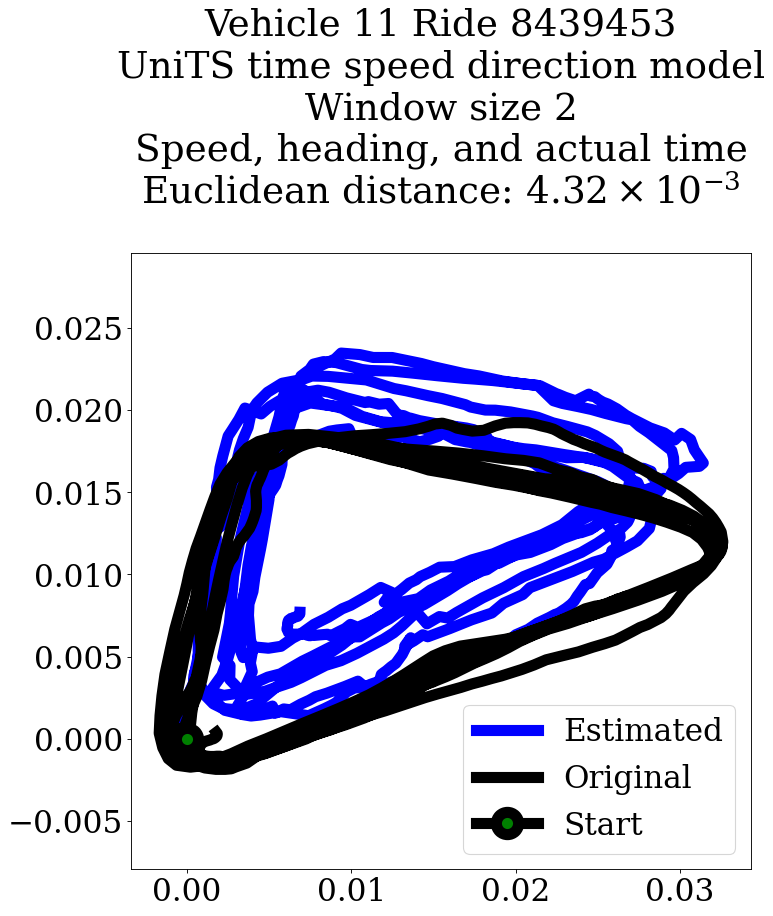 Vehicle 11 Ride 8439453
UniTS time speed direction model
Window size 2
Speed, heading, and actual time
Euclidean distance: 4.32 × 10⁻³
0.025
0.020
0.015
0.010
0.005
0.000
−0.005
0.00 0.01 0.02 0.03
Estimated
Original
Start